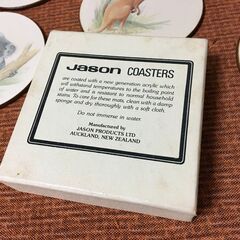 Jason COASTERS
are coated with a new generation acrylic which
will withstand temperatures to the boiling point
of water and is resistant to normal household
stains. To care for these mats, clean with a damp
sponge and dry thoroughly with a soft cloth.
Do not immerse in water.
Manufactured by
JASON PRODUCTS LTD
AUCKLAND, NEW ZEALAND